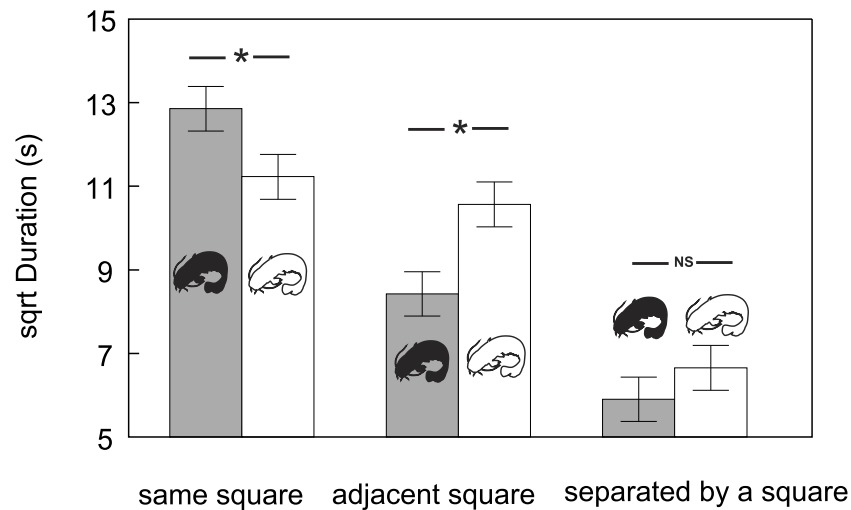 15
13
11
9
7
5
sqrt Duration (s)
*
*
NS
same square
adjacent square
separated by a square